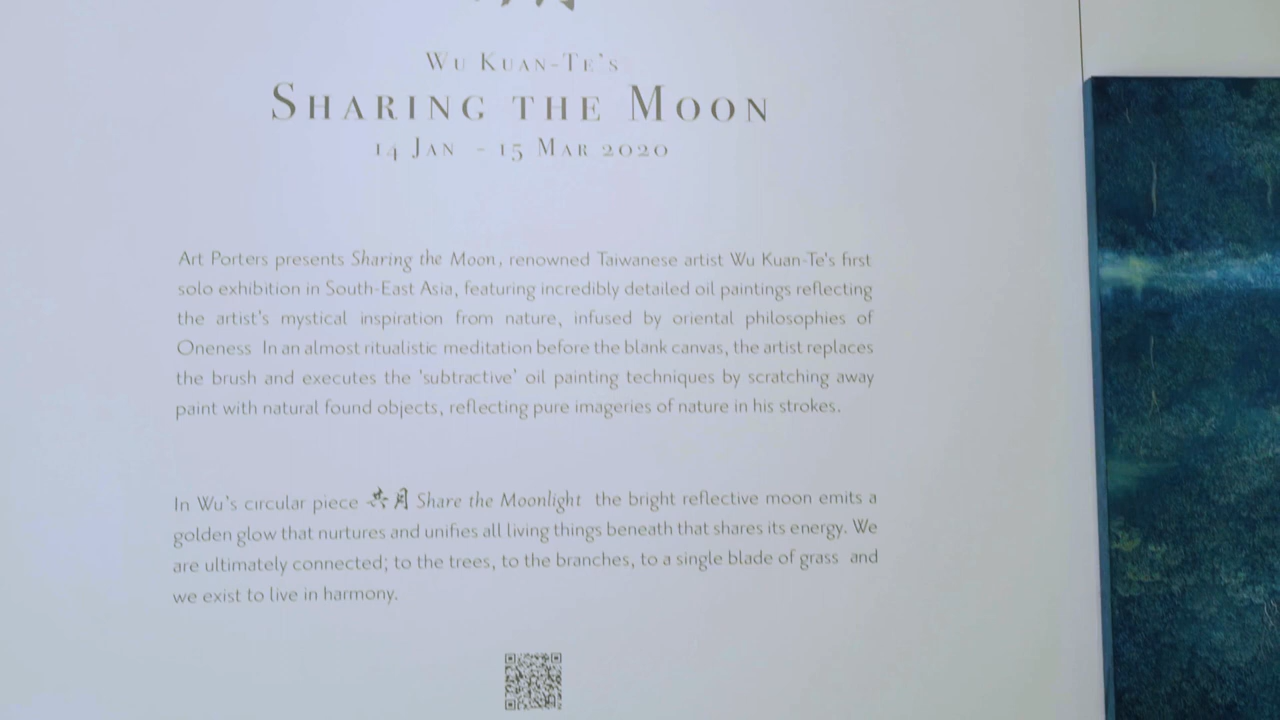 Wu Kuan-Te's
Sharing the Moon
14 Jan - 15 Mar 2020
Art Porters presents Sharing the Moon, renowned Taiwanese artist Wu Kuan-Te's first
solo exhibition in South-East Asia, featuring incredibly detailed oil paintings reflecting
the artist's mystical inspiration from nature, infused by oriental philosophies of
Oneness In an almost ritualistic meditation before the blank canvas, the artist replaces
the brush and executes the 'subtractive' oil painting techniques by scratching away
paint with natural found objects, reflecting pure imageries of nature in his strokes.
In Wu's circular piece 共月 Share the Moonlight the bright reflective moon emits a
golden glow that nurtures and unifies all living things beneath that shares its energy. We
are ultimately connected; to the trees, to the branches, to a single blade of grass and
we exist to live in harmony.